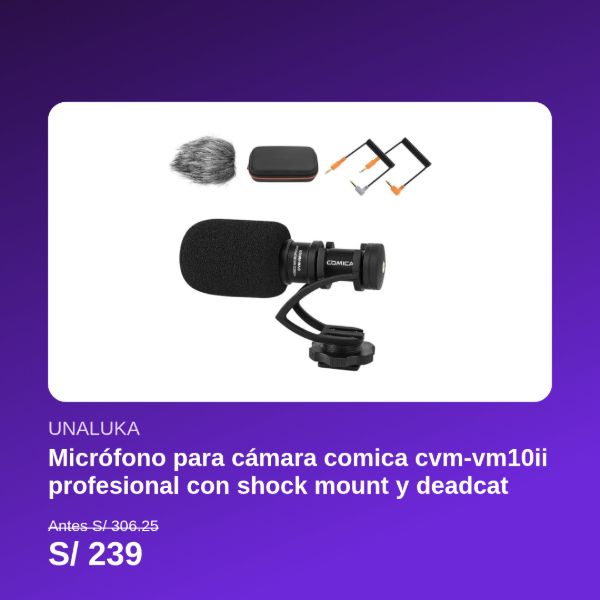 COMICA
UNALUKA
Micrófono para cámara comica cvm-vm10ii
profesional con shock mount y deadcat
Antes S/ 306.25
S/ 239